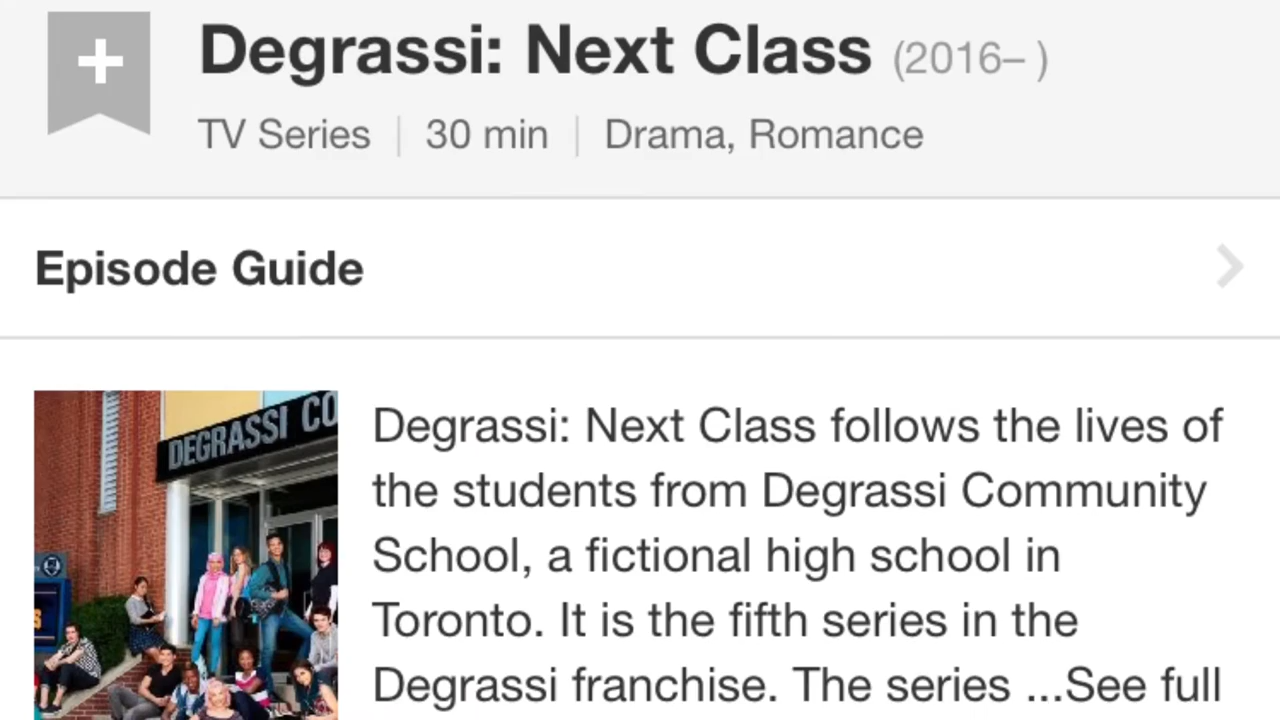 Degrassi: Next Class (2016– )
TV Series | 30 min | Drama, Romance
Episode Guide
DEGRASSI CO
Degrassi: Next Class follows the lives of
the students from Degrassi Community
School, a fictional high school in
Toronto. It is the fifth series in the
Degrassi franchise. The series ...See full